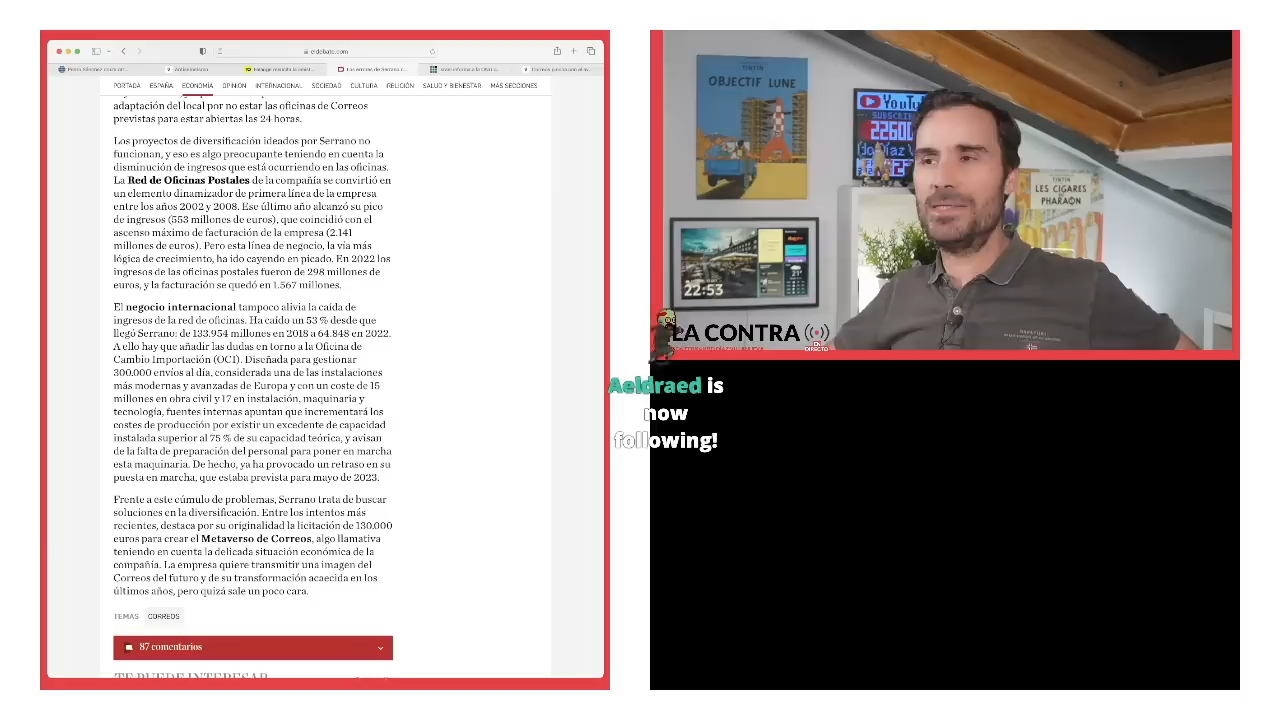 eldebate.com
PORTADA ESPAÑA ECONOMÍA OPINIÓN INTERNACIONAL SOCIEDAD CULTURA RELIGIÓN SALUD Y BIENESTAR MÁS SECCIONES
adaptación del local por no estar las oficinas de Correos
previstas para estar abiertas las 24 horas.
Los proyectos de diversificación ideados por Serrano no
funcionan, y eso es algo preocupante teniendo en cuenta la
disminución de ingresos que está ocurriendo en las oficinas.
La Red de Oficinas Postales de la compañía se convirtió en
en un elemento dinamizador de primera línea de la empresa
entre los años 2002 y 2008. Ese último año alcanzó su pico
de ingresos (553 millones de euros), que coincidió con el
ascenso máximo de facturación de la empresa (2.141
millones de euros). Pero esta línea de negocio, la vía más
lógica de crecimiento, ha ido cayendo en picado. En 2022 los
ingresos de las oficinas postales fueron de 298 millones de
euros, y la facturación se quedó en 1.567 millones.
El negocio internacional tampoco alivia la caída de
ingresos de la red de oficinas. Ha caído un 53 % desde que
llegó Serrano: de 133.954 millones en 2018 a 64.848 en 2022.
A ello hay que añadir las dudas en torno a la Oficina de
Cambio Importación (OCI). Diseñada para gestionar
300.000 envíos al día, considerada una de las instalaciones
más modernas y avanzadas de Europa y con un coste de 15
millones en obra civil y 17 en instalación, maquinaria y
tecnología, fuentes internas apuntan que incrementará los
costes de producción por existir un excedente de capacidad
instalada superior al 75 % de su capacidad teórica, y avisan
de la falta de preparación del personal para poner en marcha
esta maquinaria. De hecho, ya ha provocado un retraso en su
puesta en marcha, que estaba prevista para mayo de 2023.
Frente a este cúmulo de problemas, Serrano trata de buscar
soluciones en la diversificación. Entre los intentos más
recientes, destaca por su originalidad la licitación de 130.000
euros para crear el Metaverso de Correos, algo llamativa
teniendo en cuenta la delicada situación económica de la
compañía. La empresa quiere transmitir una imagen del
Correos del futuro y de su transformación acaecida en los
últimos años, pero quizá sale un poco cara.
TEMAS CORREOS
87 comentarios
TE PUEDE INTERESAR
TINTIN
OBJECTIF LUNE
YouTu
SUBSCRIB
2260
TINTIN
LES CIGARES
DU
PHARAON
22:53
21°
LA CONTRA
EN
DIRECTO
Aeldraed is
now
following!